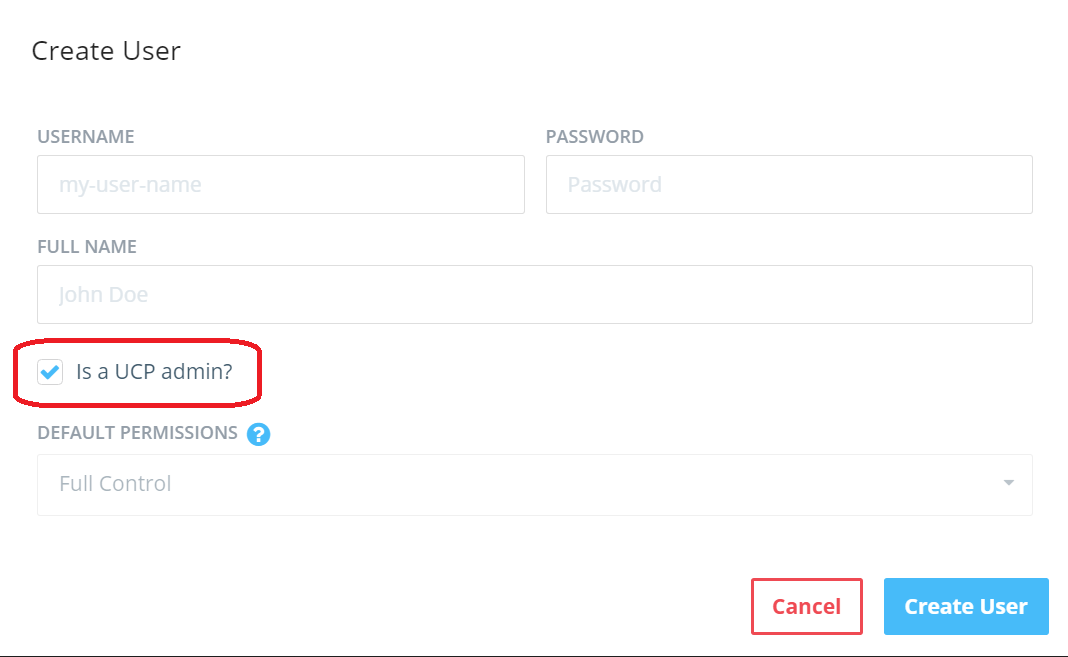 Create User
USERNAME
PASSWORD
my-user-name
Password
FULL NAME
John Doe
Is a UCP admin?
DEFAULT PERMISSIONS ?
Full Control
Cancel
Create User